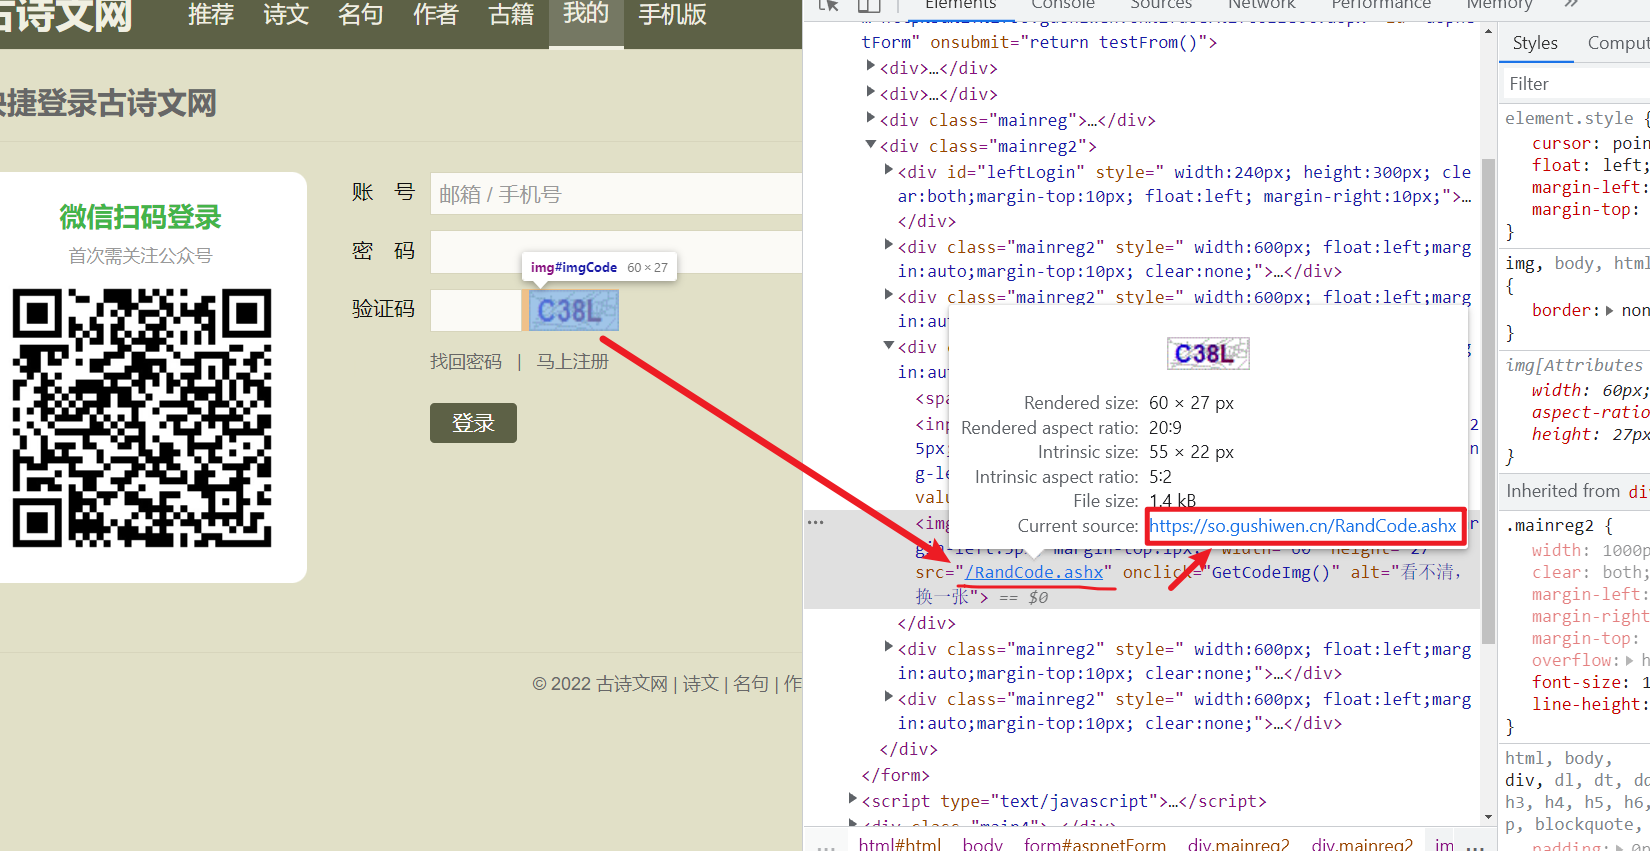 古诗文网
推荐
诗文
名句
作者
古籍
我的
手机版
快捷登录古诗文网
微信扫码登录
首次需关注公众号
账 号
邮箱 / 手机号
密 码
img#imgCode 60 × 27
验证码
C38L
找回密码 | 马上注册
登录
© 2022 古诗文网 | 诗文 | 名句 | 作
Elements
Console
Sources
Network
Performance
Memory
»
tForm" onsubmit="return testFrom()">
<div>…</div>
<div>…</div>
<div class="mainreg">…</div>
<div class="mainreg2">
<div id="leftLogin" style=" width:240px; height:300px; cle
ar:both;margin-top:10px; float:left; margin-right:10px;">…
</div>
<div class="mainreg2" style=" width:600px; float:left;marg
in:auto;margin-top:10px; clear:none;">…</div>
<div class="mainreg2" style=" width:600px; float:left;marg
in:au
<div c
in:au
<spa
<inp
2
5px
n
g-le
valu
C38L
Rendered size: 60 × 27 px
Rendered aspect ratio: 20:9
Intrinsic size: 55 × 22 px
Intrinsic aspect ratio: 5:2
File size: 1.4 kB
Current source: https://so.gushiwen.cn/RandCode.ashx
<img
r
src="/RandCode.ashx" onclick="GetCodeImg()" alt="看不清，
换一张"> == $0
</div>
<div class="mainreg2" style=" width:600px; float:left;marg
in:auto;margin-top:10px; clear:none;">…</div>
<div class="mainreg2" style=" width:600px; float:left;marg
in:auto;margin-top:10px; clear:none;">…</div>
</div>
</form>
<script type="text/javascript">…</script>
html#html body form#aspnetForm div.mainreg2 div.mainreg2 im …
Styles
Comput
Filter
element.style {
cursor: poin
float: left;
margin-left:
margin-top:
}
img, body, html
{
border: non
}
img[Attributes
width: 60px;
aspect-ratio
height: 27px
}
Inherited from div
.mainreg2 {
width: 1000p
clear: both;
margin-left:
margin-right
margin-top:
overflow: h
font-size: 1
line-height:
}
html, body,
div, dl, dt, dd
h3, h4, h5, h6,
p, blockquote,
padding: 0p